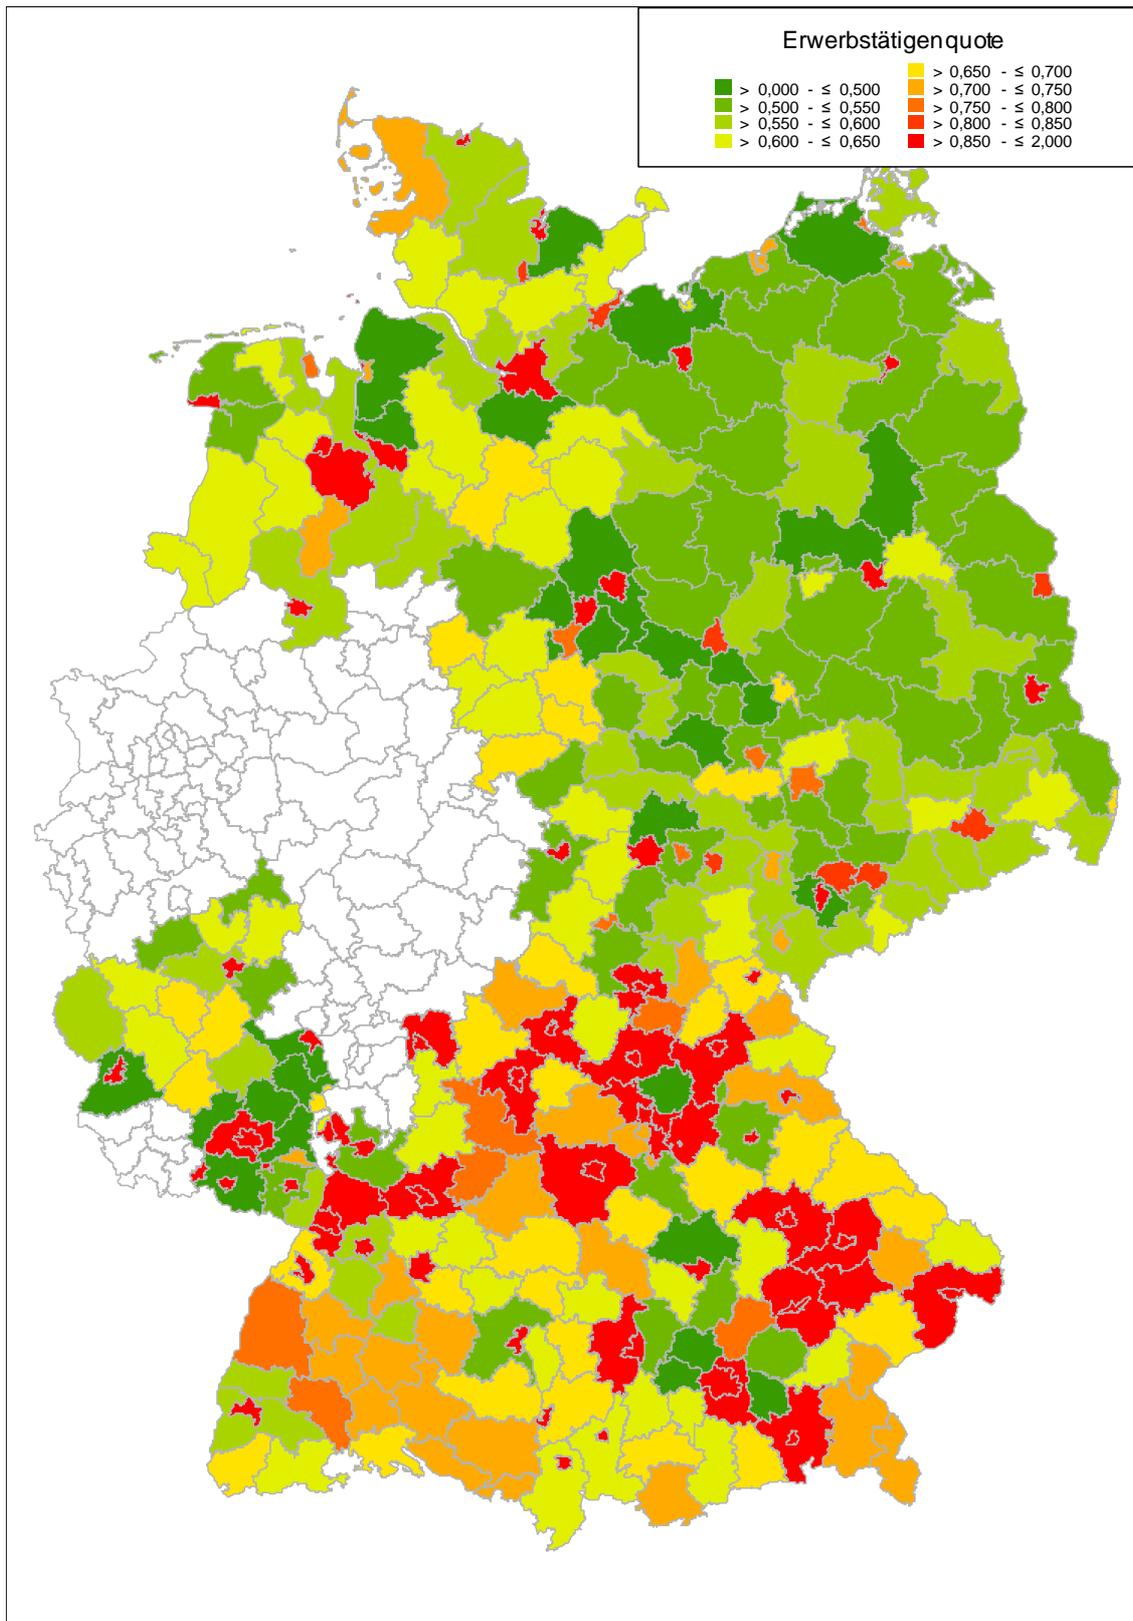 Erwerbstätigenquote
> 0,000 - ≤ 0,500
> 0,500 - ≤ 0,550
> 0,550 - ≤ 0,600
> 0,600 - ≤ 0,650
> 0,650 - ≤ 0,700
> 0,700 - ≤ 0,750
> 0,750 - ≤ 0,800
> 0,800 - ≤ 0,850
> 0,850 - ≤ 2,000